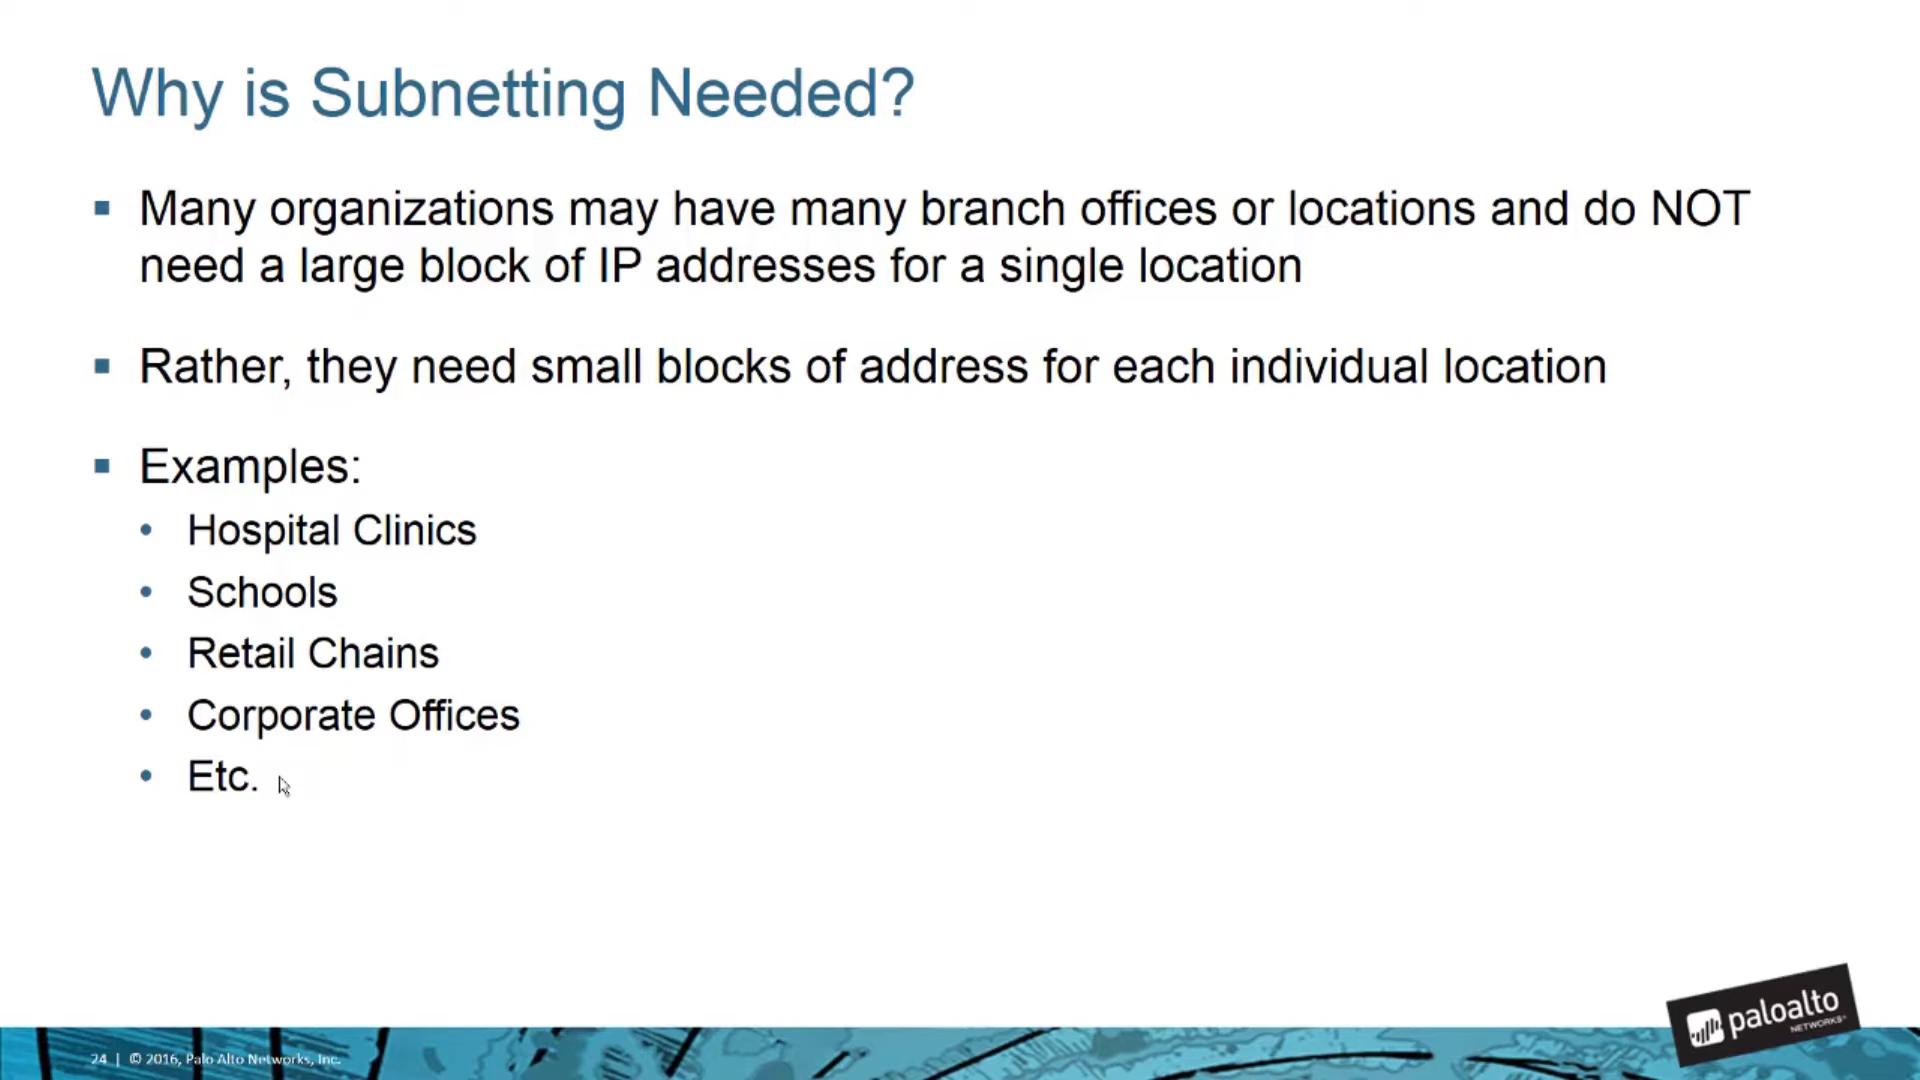 Why is Subnetting Needed?
▪ Many organizations may have many branch offices or locations and do NOT
need a large block of IP addresses for a single location
▪ Rather, they need small blocks of address for each individual location
▪ Examples:
• Hospital Clinics
• Schools
• Retail Chains
• Corporate Offices
• Etc.
paloalto
NETWORKS
24 | © 2016, Palo Alto Networks, Inc.